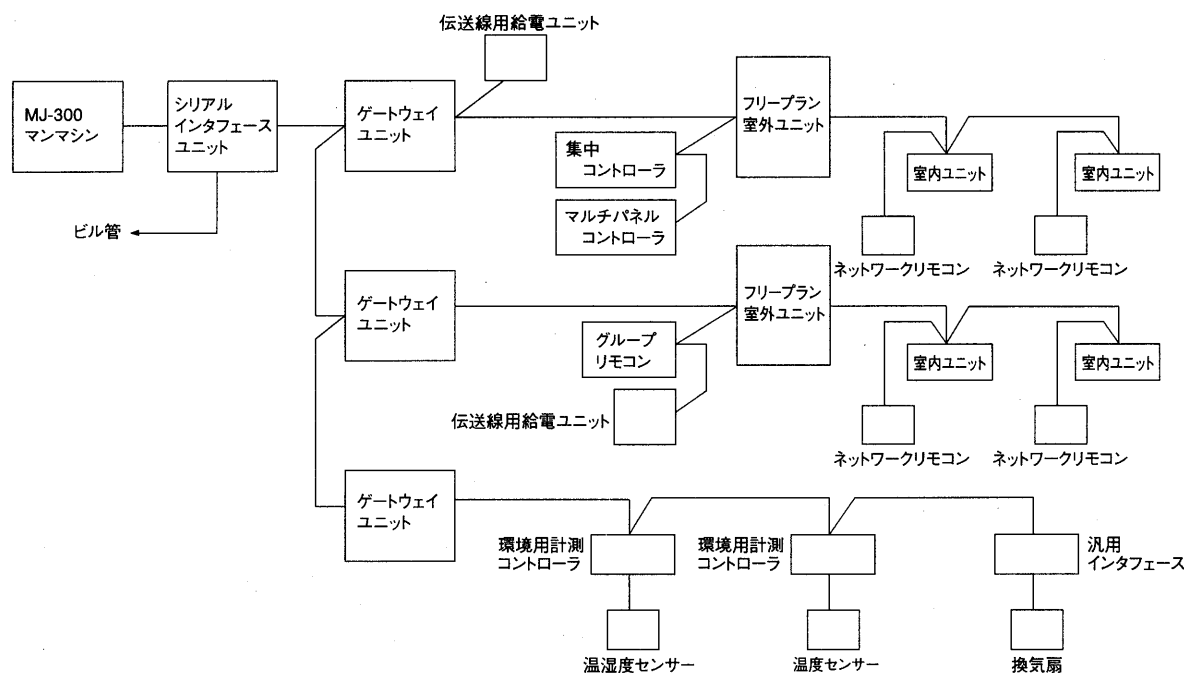 伝送線用給電ユニット
MJ-300
マンマシン
シリアル
インタフェース
ユニット
ビル管
ゲートウェイ
ユニット
集中
コントローラ
マルチパネル
コントローラ
フリープラン
室外ユニット
室内ユニット
室内ユニット
ネットワークリモコン
ネットワークリモコン
ゲートウェイ
ユニット
グループ
リモコン
伝送線用給電ユニット
フリープラン
室外ユニット
室内ユニット
室内ユニット
ネットワークリモコン
ネットワークリモコン
ゲートウェイ
ユニット
環境用計測
コントローラ
環境用計測
コントローラ
汎用
インタフェース
温湿度センサー
温度センサー
換気扇